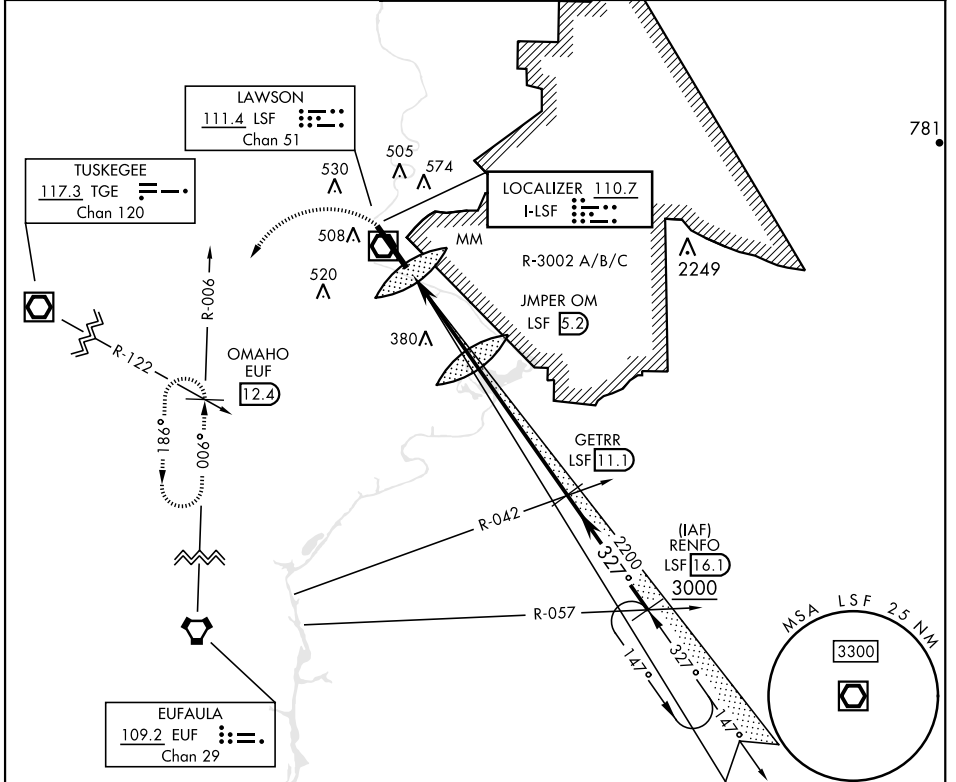 LAWSON
111.4 LSF
Chan 51
TUSKEGEE
117.3 TGE
Chan 120
530
505
574
781
LOCALIZER 110.7
I-LSF
508
MM
R-3002 A/B/C
2249
520
JMPER OM
LSF 5.2
380
R-006
R-122
OMAHO
EUF
12.4
186°
006°
GETRR
LSF 11.1
R-042
2200
327°
(IAF)
RENFO
LSF 16.1
3000
R-057
147°
327°
147°
MSA LSF 25 NM
3300
EUFAULA
109.2 EUF
Chan 29